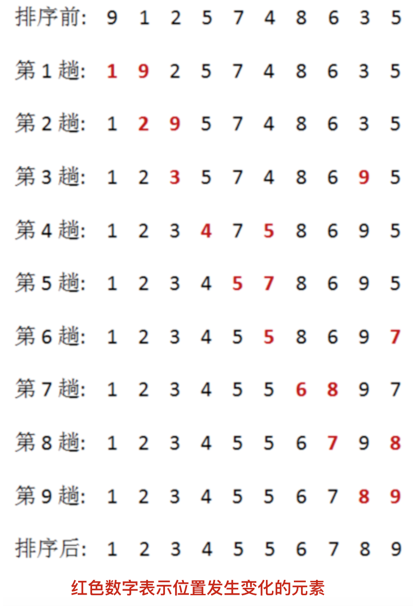 排序前: 9 1 2 5 7 4 8 6 3 5
第 1 趟: 1 9 2 5 7 4 8 6 3 5
第 2 趟: 1 2 9 5 7 4 8 6 3 5
第 3 趟: 1 2 3 5 7 4 8 6 9 5
第 4 趟: 1 2 3 4 7 5 8 6 9 5
第 5 趟: 1 2 3 4 5 7 8 6 9 5
第 6 趟: 1 2 3 4 5 5 8 6 9 7
第 7 趟: 1 2 3 4 5 5 6 8 9 7
第 8 趟: 1 2 3 4 5 5 6 7 9 8
第 9 趟: 1 2 3 4 5 5 6 7 8 9
排序后: 1 2 3 4 5 5 6 7 8 9
红色数字表示位置发生变化的元素